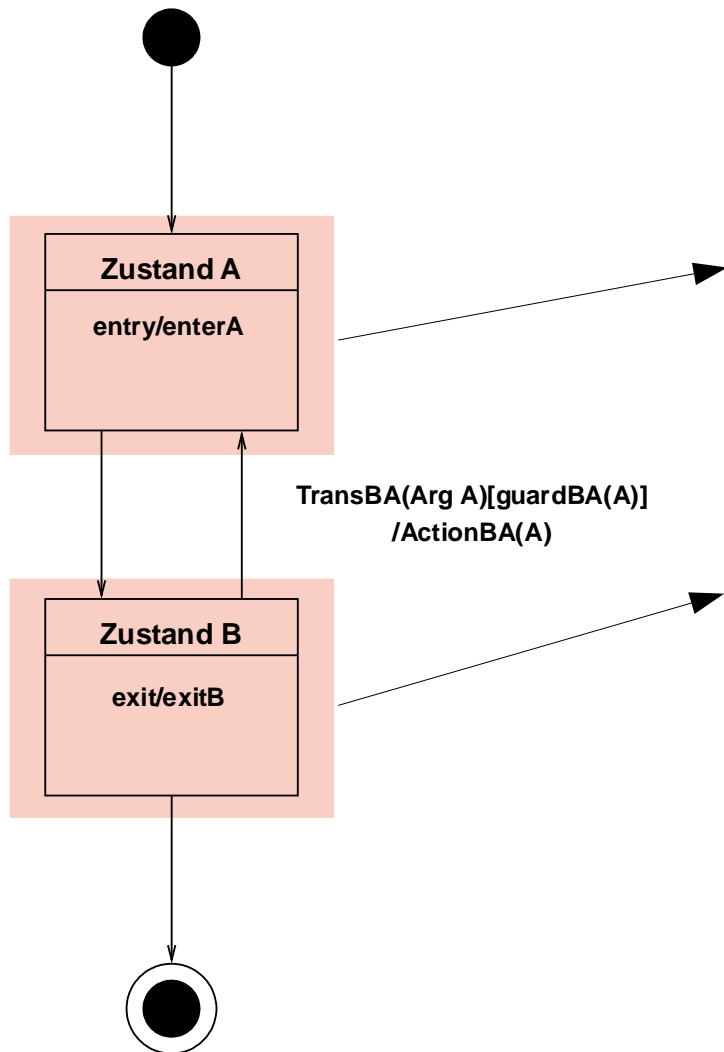 Zustand A
entry/enterA
TransBA(Arg A)[guardBA(A)]
/ActionBA(A)
Zustand B
exit/exitB